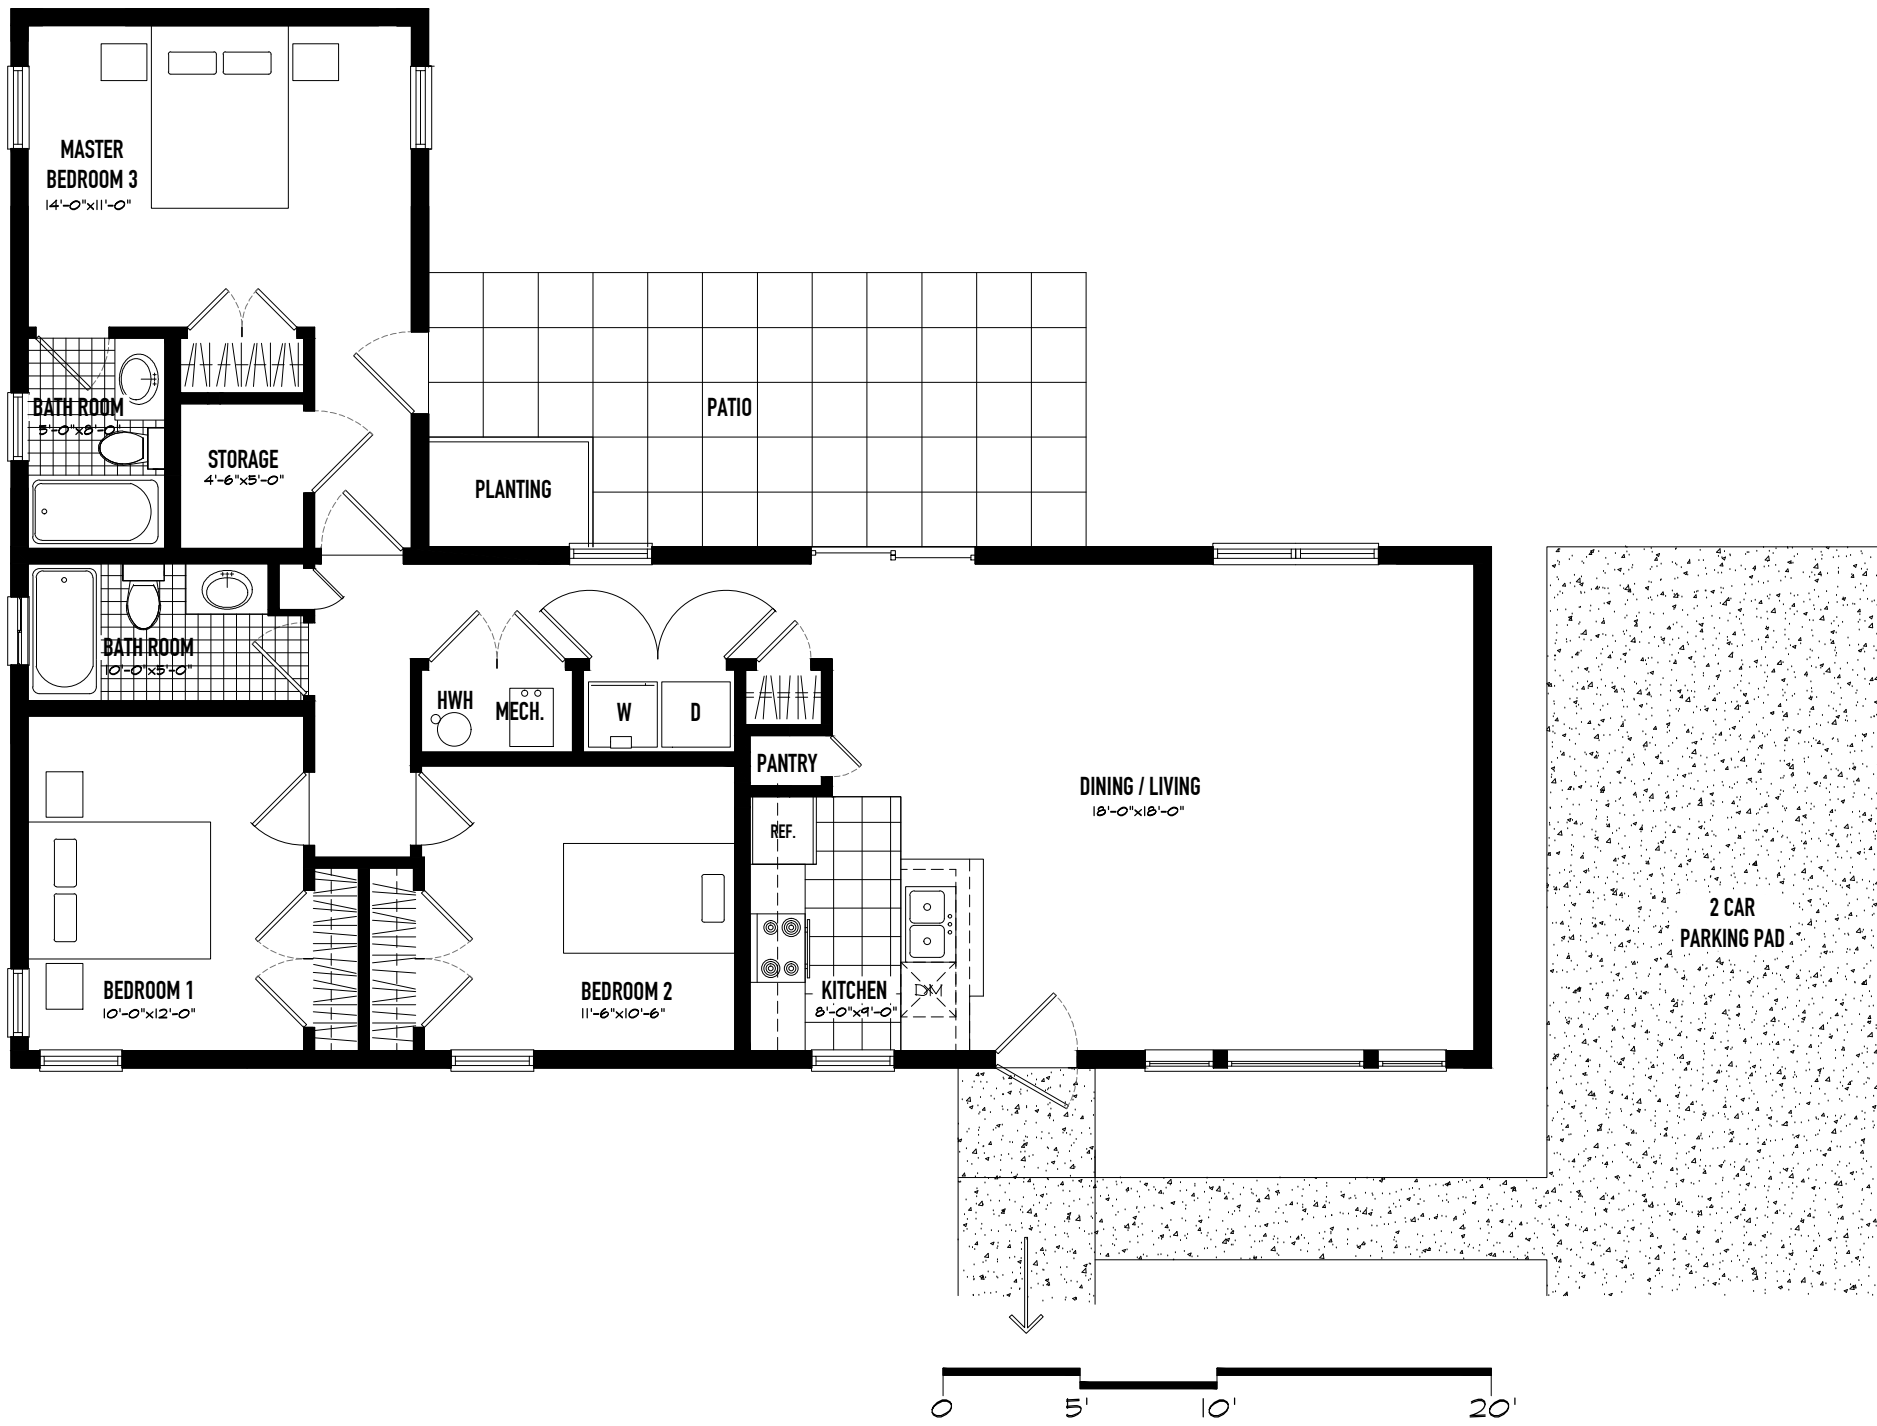 MASTER
BEDROOM 3
14'-0"x11'-0"
BATH ROOM
5'-0"x8'-0"
STORAGE
4'-6"x5'-0"
PATIO
PLANTING
BATH ROOM
10'-0"x5'-0"
HWH
MECH.
W
D
PANTRY
REF.
DINING / LIVING
18'-0"x18'-0"
2 CAR
PARKING PAD
BEDROOM 1
10'-0"x12'-0"
BEDROOM 2
11'-6"x10'-6"
KITCHEN
8'-0"x9'-0"
0 5' 10' 20'